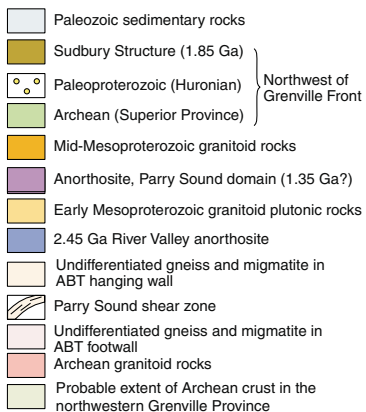 Paleozoic sedimentary rocks
Sudbury Structure (1.85 Ga)
Paleoproterozoic (Huronian)
Northwest of
Grenville Front
Archean (Superior Province)
Mid-Mesoproterozoic granitoid rocks
Anorthosite, Parry Sound domain (1.35 Ga?)
Early Mesoproterozoic granitoid plutonic rocks
2.45 Ga River Valley anorthosite
Undifferentiated gneiss and migmatite in
ABT hanging wall
Parry Sound shear zone
Undifferentiated gneiss and migmatite in
ABT footwall
Archean granitoid rocks
Probable extent of Archean crust in the
northwestern Grenville Province